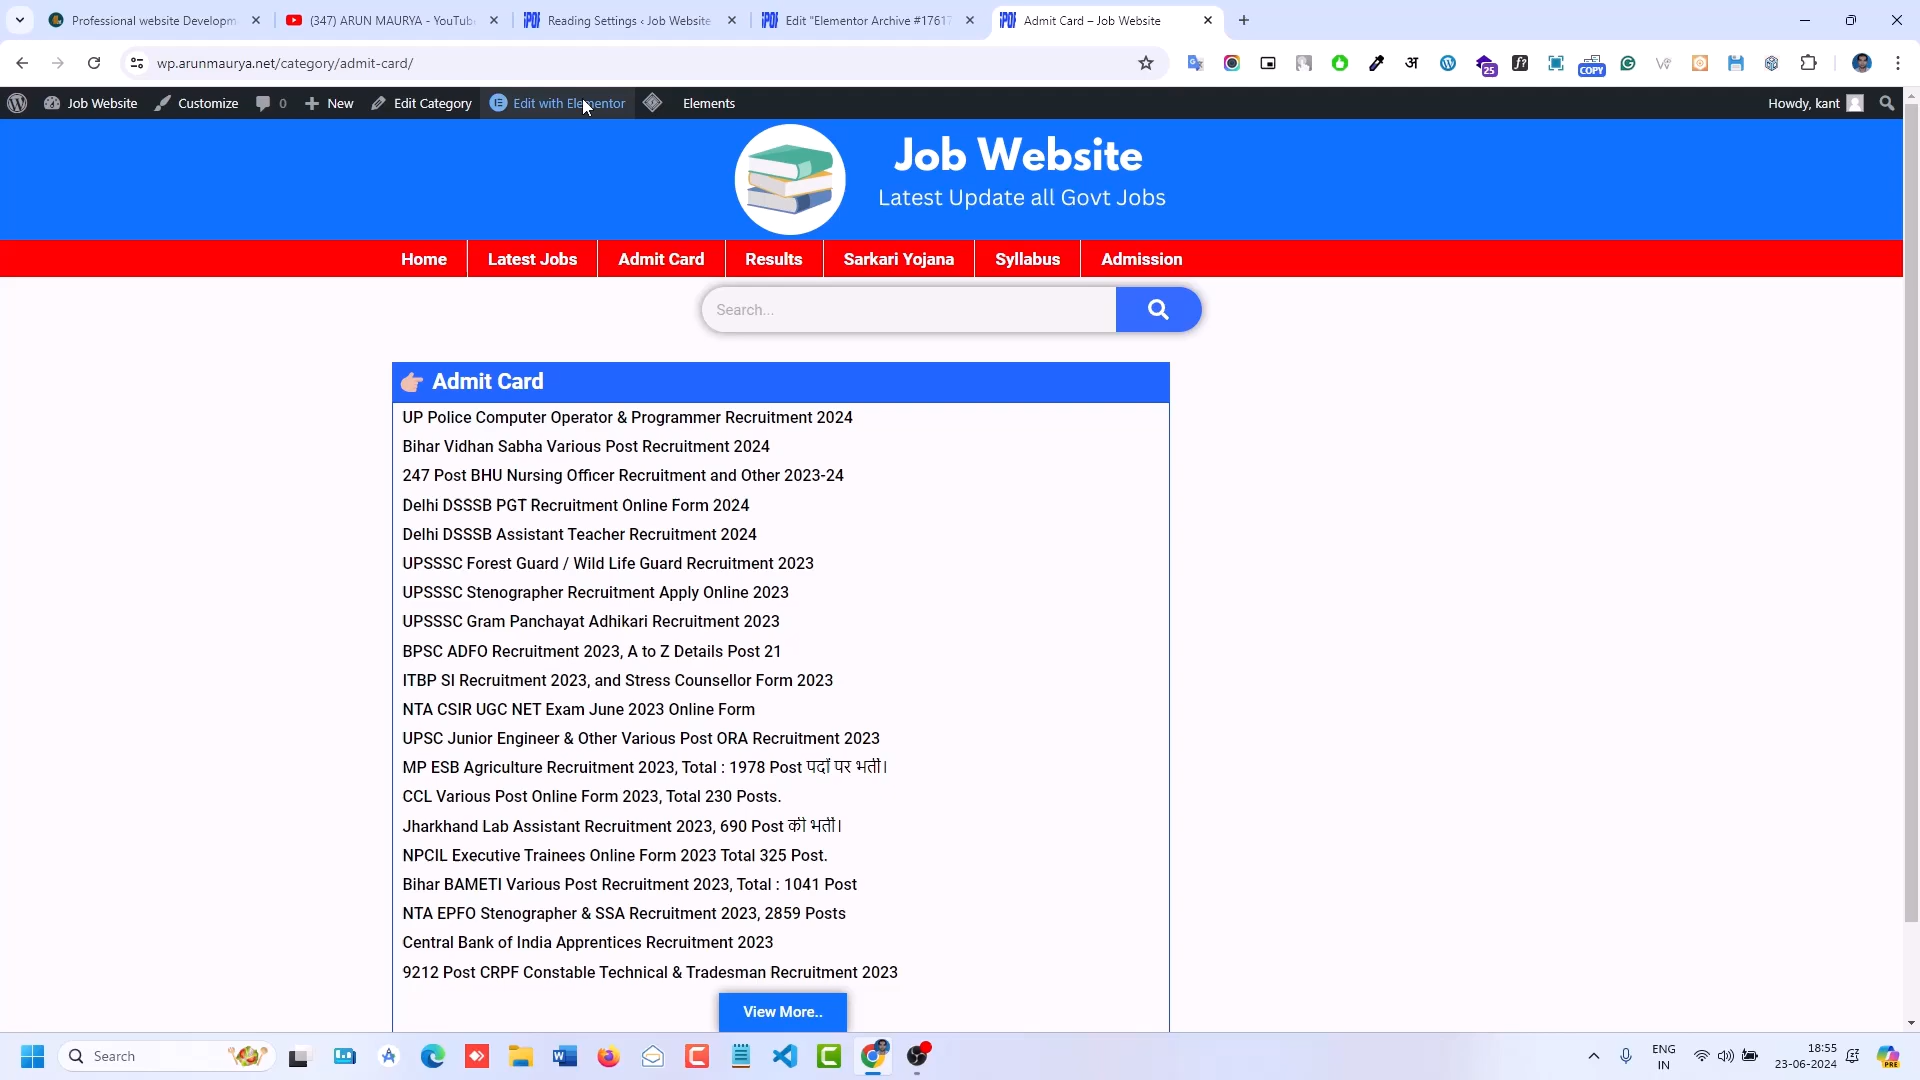 Professional website Developm
(347) ARUN MAURYA - YouTube
Reading Settings ‹ Job Website
Edit "Elementor Archive #17617
Admit Card – Job Website
wp.arunmaurya.net/category/admit-card/
25
COPY
Job Website
Customize
0
New
Edit Category
Edit with Elementor
Elements
Howdy, kant
Job Website
Latest Update all Govt Jobs
Home
Latest Jobs
Admit Card
Results
Sarkari Yojana
Syllabus
Admission
Search...
Admit Card
UP Police Computer Operator & Programmer Recruitment 2024
Bihar Vidhan Sabha Various Post Recruitment 2024
247 Post BHU Nursing Officer Recruitment and Other 2023-24
Delhi DSSSB PGT Recruitment Online Form 2024
Delhi DSSSB Assistant Teacher Recruitment 2024
UPSSSC Forest Guard / Wild Life Guard Recruitment 2023
UPSSSC Stenographer Recruitment Apply Online 2023
UPSSSC Gram Panchayat Adhikari Recruitment 2023
BPSC ADFO Recruitment 2023, A to Z Details Post 21
ITBP SI Recruitment 2023, and Stress Counsellor Form 2023
NTA CSIR UGC NET Exam June 2023 Online Form
UPSC Junior Engineer & Other Various Post ORA Recruitment 2023
MP ESB Agriculture Recruitment 2023, Total : 1978 Post पदों पर भर्ती।
CCL Various Post Online Form 2023, Total 230 Posts.
Jharkhand Lab Assistant Recruitment 2023, 690 Post की भर्ती।
NPCIL Executive Trainees Online Form 2023 Total 325 Post.
Bihar BAMETI Various Post Recruitment 2023, Total : 1041 Post
NTA EPFO Stenographer & SSA Recruitment 2023, 2859 Posts
Central Bank of India Apprentices Recruitment 2023
9212 Post CRPF Constable Technical & Tradesman Recruitment 2023
View More..
Search
ENG
IN
18:55
23-06-2024